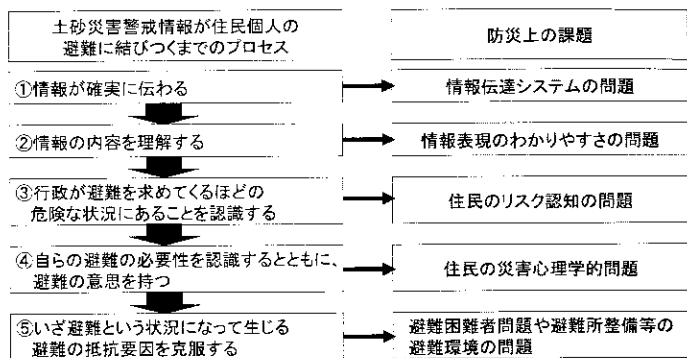 土砂災害警戒情報が住民個人の
避難に結びつくまでのプロセス
防災上の課題
①情報が確実に伝わる
情報伝達システムの問題
②情報の内容を理解する
情報表現のわかりやすさの問題
③行政が避難を求めてくるほどの
危険な状況にあることを認識する
住民のリスク認知の問題
④自らの避難の必要性を認識するとともに、
避難の意思を持つ
住民の災害心理学的問題
⑤いざ避難という状況になって生じる
避難の抵抗要因を克服する
避難困難者問題や避難所整備等の
避難環境の問題